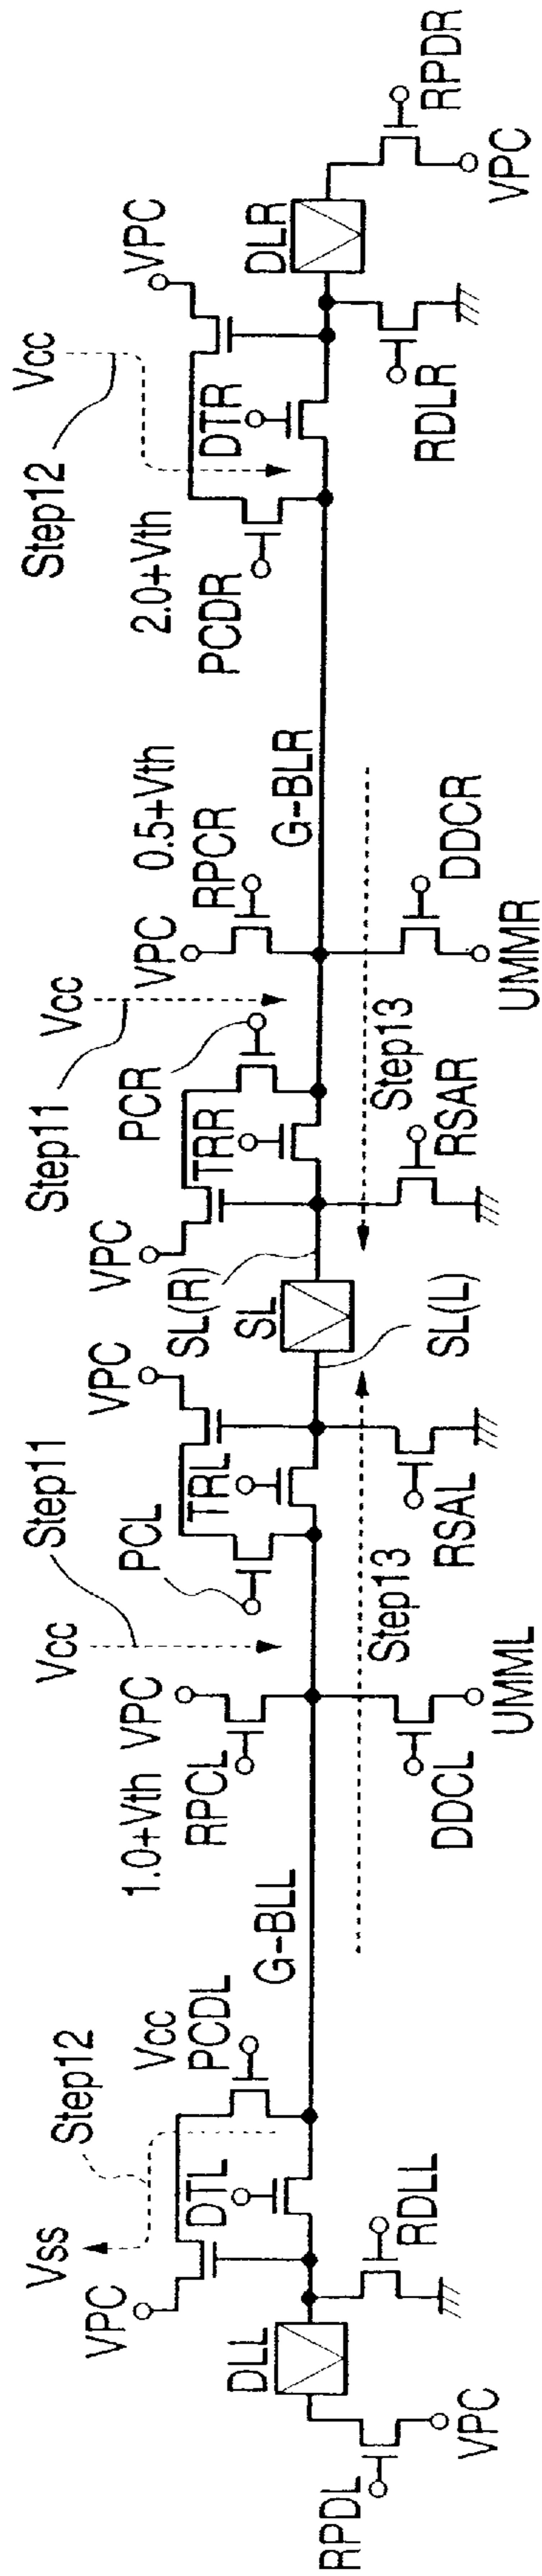 RPDL
VPC
DLL
VPC
Vss
Step12
DTL
RDLL
Vcc
PCDL
G-BLL
1.0+Vth
VPC
RPCL
DDCL
UMML
Vcc
Step11
PCL
TRL
VPC
Step13
RSAL
SL(L)
SL
SL(R)
VPC
Step11
TRR
PCR
Vcc
Step13
RSAR
VPC
RPCR
0.5+Vth
DDCR
UMMR
G-BLR
2.0+Vth
PCDR
Step12
Vcc
DTR
VPC
RDLR
DLR
RPDR
VPC